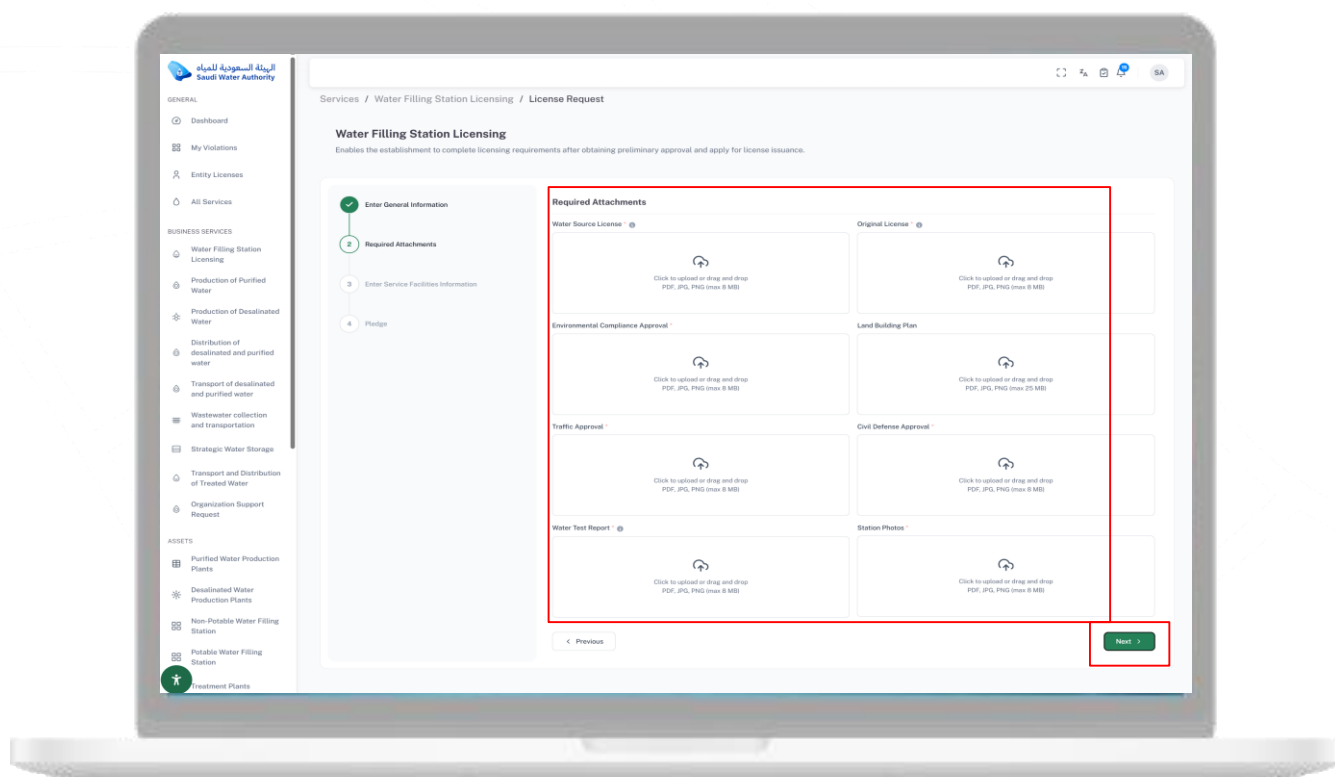 الهيئة السعودية للمياه
Saudi Water Authority
SA
GENERAL
Dashboard
My Violations
Entity Licenses
All Services
BUSINESS SERVICES
Water Filling Station
Licensing
Production of Purified
Water
Production of Desalinated
Water
Distribution of
desalinated and purified
water
Transport of desalinated
and purified water
Wastewater collection
and transportation
Strategic Water Storage
Transport and Distribution
of Treated Water
Organization Support
Request
ASSETS
Purified Water Production
Plants
Desalinated Water
Production Plants
Non-Potable Water Filling
Station
Potable Water Filling
Station
Treatment Plants
Services / Water Filling Station Licensing / License Request
Water Filling Station Licensing
Enables the establishment to complete licensing requirements after obtaining preliminary approval and apply for license issuance.
Enter General Information
2 Required Attachments
3 Enter Service Facilities Information
4 Pledge
Required Attachments
Water Source License *
Click to upload or drag and drop
PDF, JPG, PNG (max 8 MB)
Original License *
Click to upload or drag and drop
PDF, JPG, PNG (max 8 MB)
Environmental Compliance Approval *
Click to upload or drag and drop
PDF, JPG, PNG (max 8 MB)
Land Building Plan
Click to upload or drag and drop
PDF, JPG, PNG (max 25 MB)
Traffic Approval *
Click to upload or drag and drop
PDF, JPG, PNG (max 8 MB)
Civil Defense Approval *
Click to upload or drag and drop
PDF, JPG, PNG (max 8 MB)
Water Test Report *
Click to upload or drag and drop
PDF, JPG, PNG (max 8 MB)
Station Photos *
Click to upload or drag and drop
PDF, JPG, PNG (max 8 MB)
< Previous
Next >